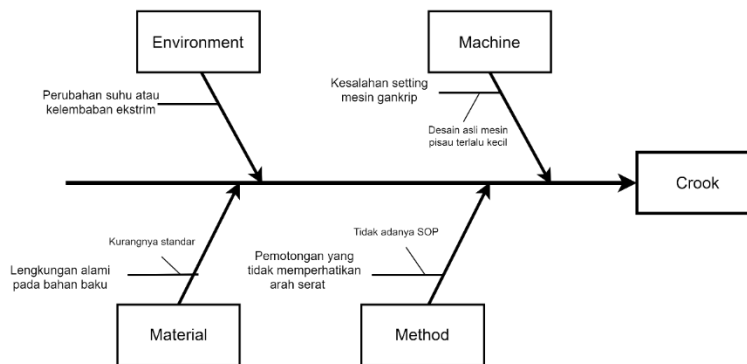 Environment
Machine
Perubahan suhu atau
kelembaban ekstrim
Kesalahan setting
mesin gankrip
Desain asli mesin
pisau terlalu kecil
Crook
Kurangnya standar
Lengkungan alami
pada bahan baku
Tidak adanya SOP
Pemotongan yang
tidak memperhatikan
arah serat
Material
Method